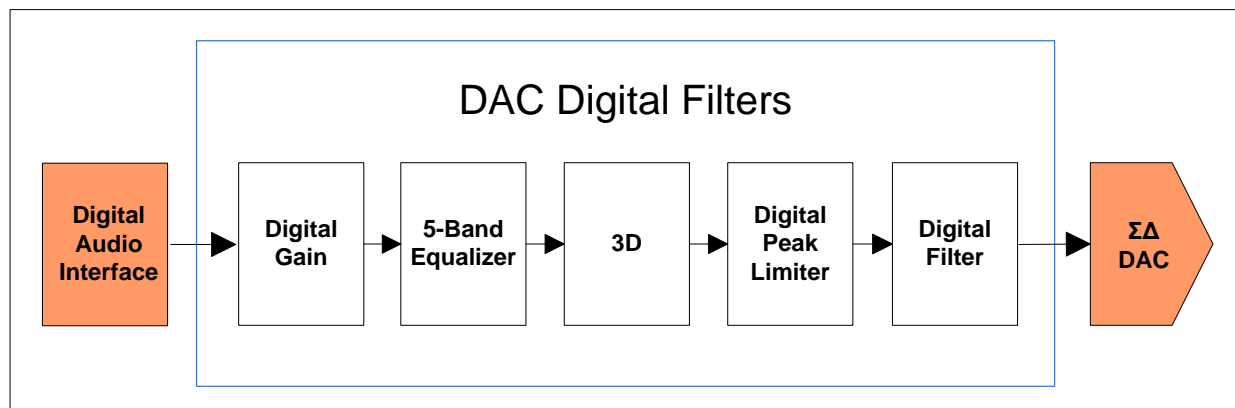 DAC Digital Filters
Digital
Audio
Interface
Digital
Gain
5-Band
Equalizer
3D
Digital
Peak
Limiter
Digital
Filter
ΣΔ
DAC